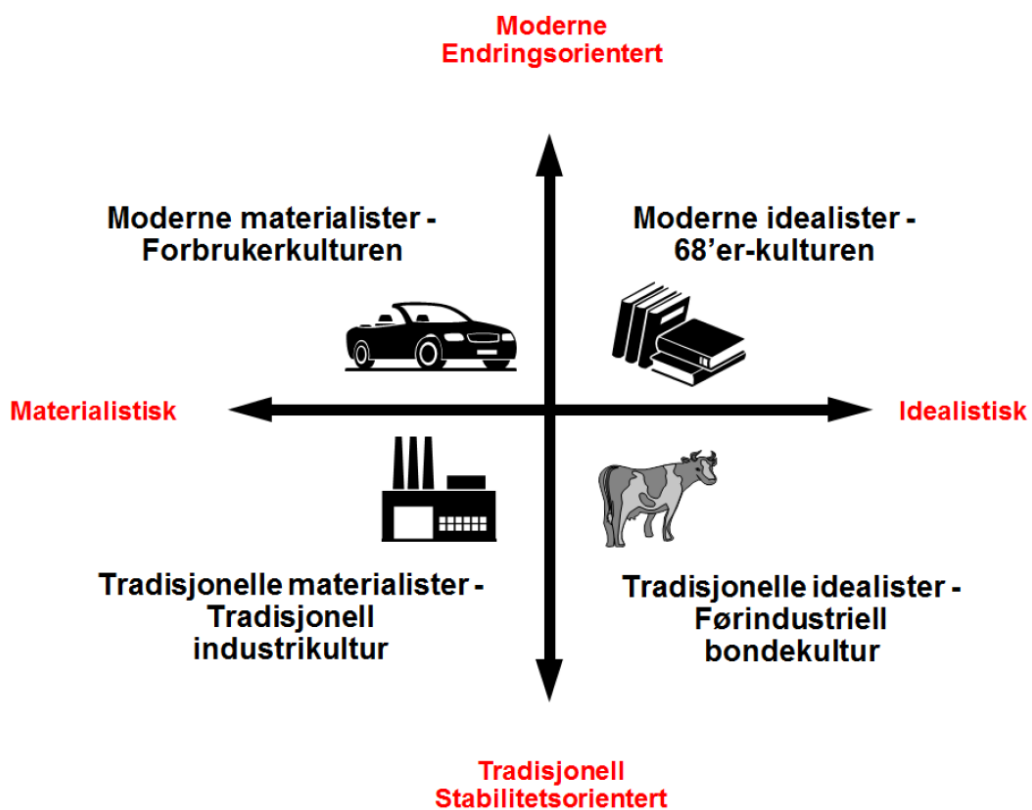 Moderne
Endringsorientert
Moderne materialister -
Forbrukerkulturen
Moderne idealister -
68’er-kulturen
Materialistisk
Idealistisk
Tradisjonelle materialister -
Tradisjonell
industrikultur
Tradisjonelle idealister -
Førindustriell
bondekultur
Tradisjonell
Stabilitetsorientert